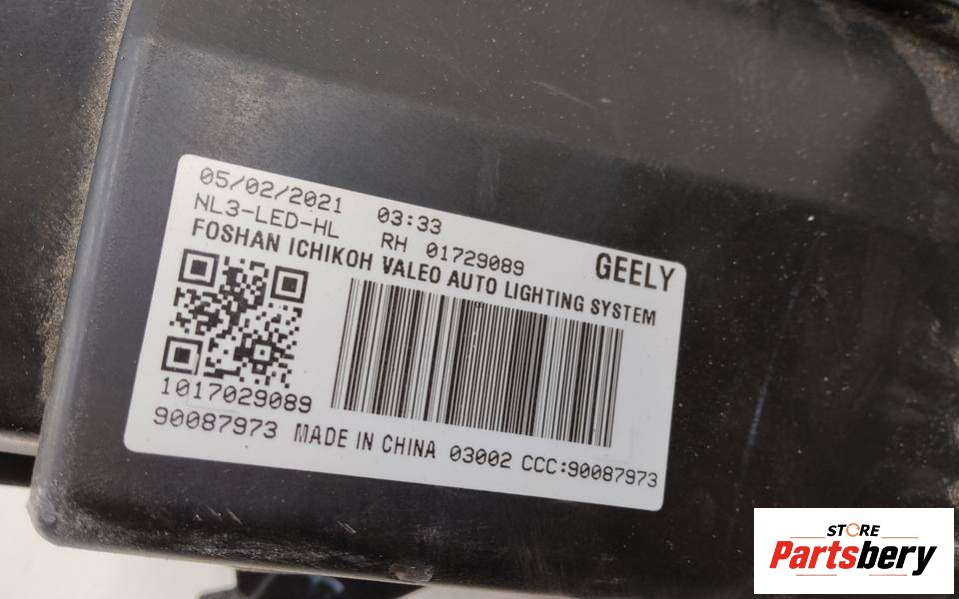 05/02/2021 03:33
NL3-LED-HL RH 01729089
FOSHAN ICHIKOH VALEO AUTO LIGHTING SYSTEM
GEELY
1017029089
90087973 MADE IN CHINA 03002 CCC:90087973
STORE
Partsbery